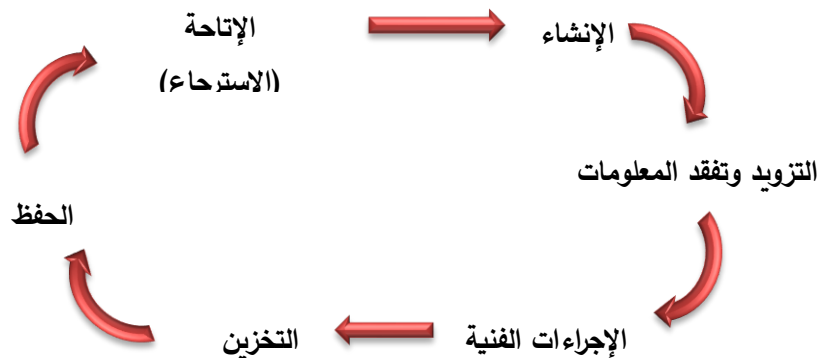 الإنشاء
التزويد وتفقد المعلومات
الإجراءات الفنية
التخزين
الحفظ
الإتاحة
(الاسترجاع)